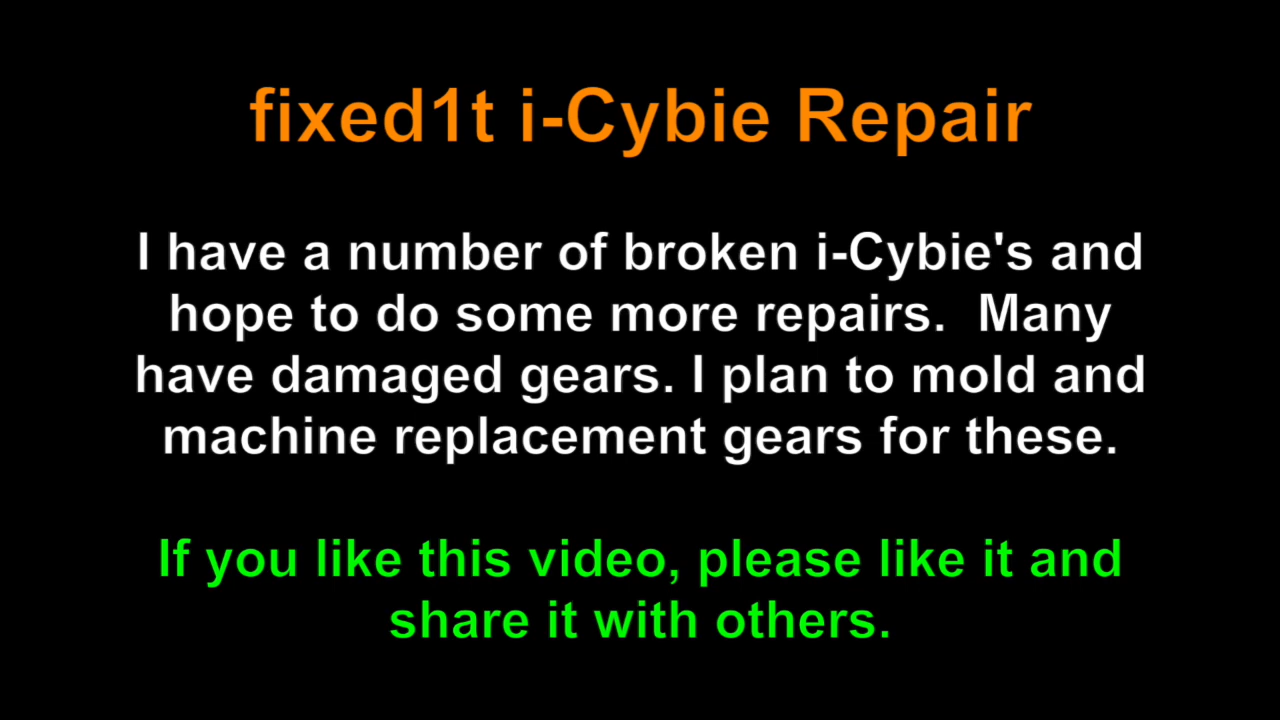 fixed1t i-Cybie Repair
I have a number of broken i-Cybie's and
hope to do some more repairs.  Many
have damaged gears. I plan to mold and
machine replacement gears for these.
If you like this video, please like it and
share it with others.